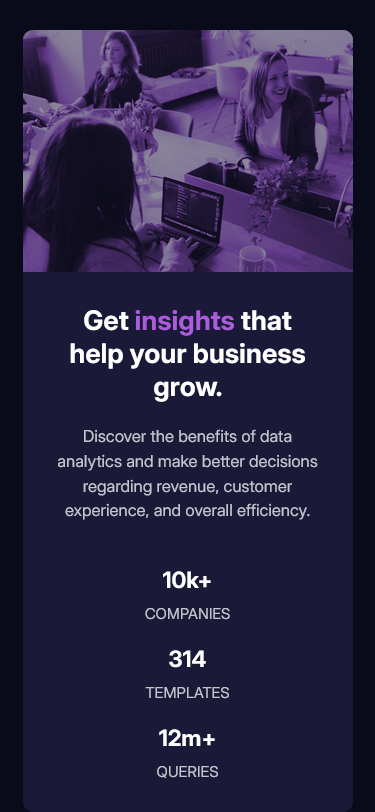 Get insights that
help your business
grow.
Discover the benefits of data
analytics and make better decisions
regarding revenue, customer
experience, and overall efficiency.
10k+
COMPANIES
314
TEMPLATES
12m+
QUERIES